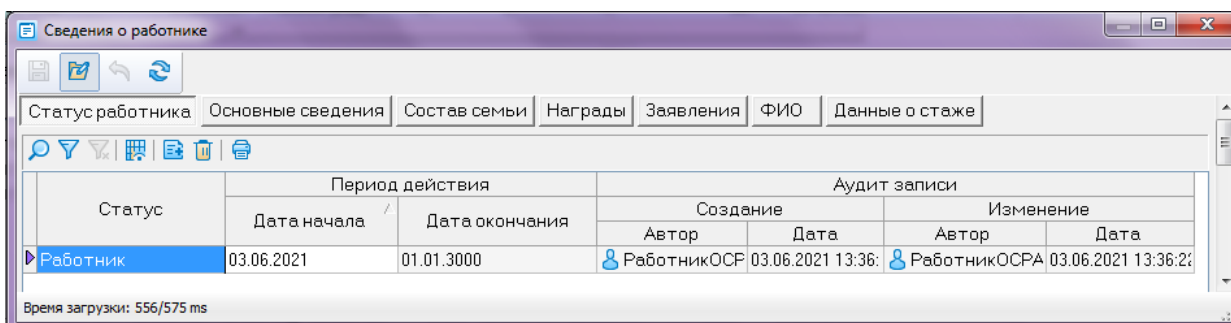 Сведения о работнике
Статус работника Основные сведения Состав семьи Награды Заявления ФИО Данные о стаже
Период действия Аудит записи
Статус Дата начала Дата окончания Создание Изменение
Автор Дата Автор Дата
Работник 03.06.2021 01.01.3000 РаботникОСР 03.06.2021 13:36: РаботникОСРА 03.06.2021 13:36:22
Время загрузки: 556/575 ms